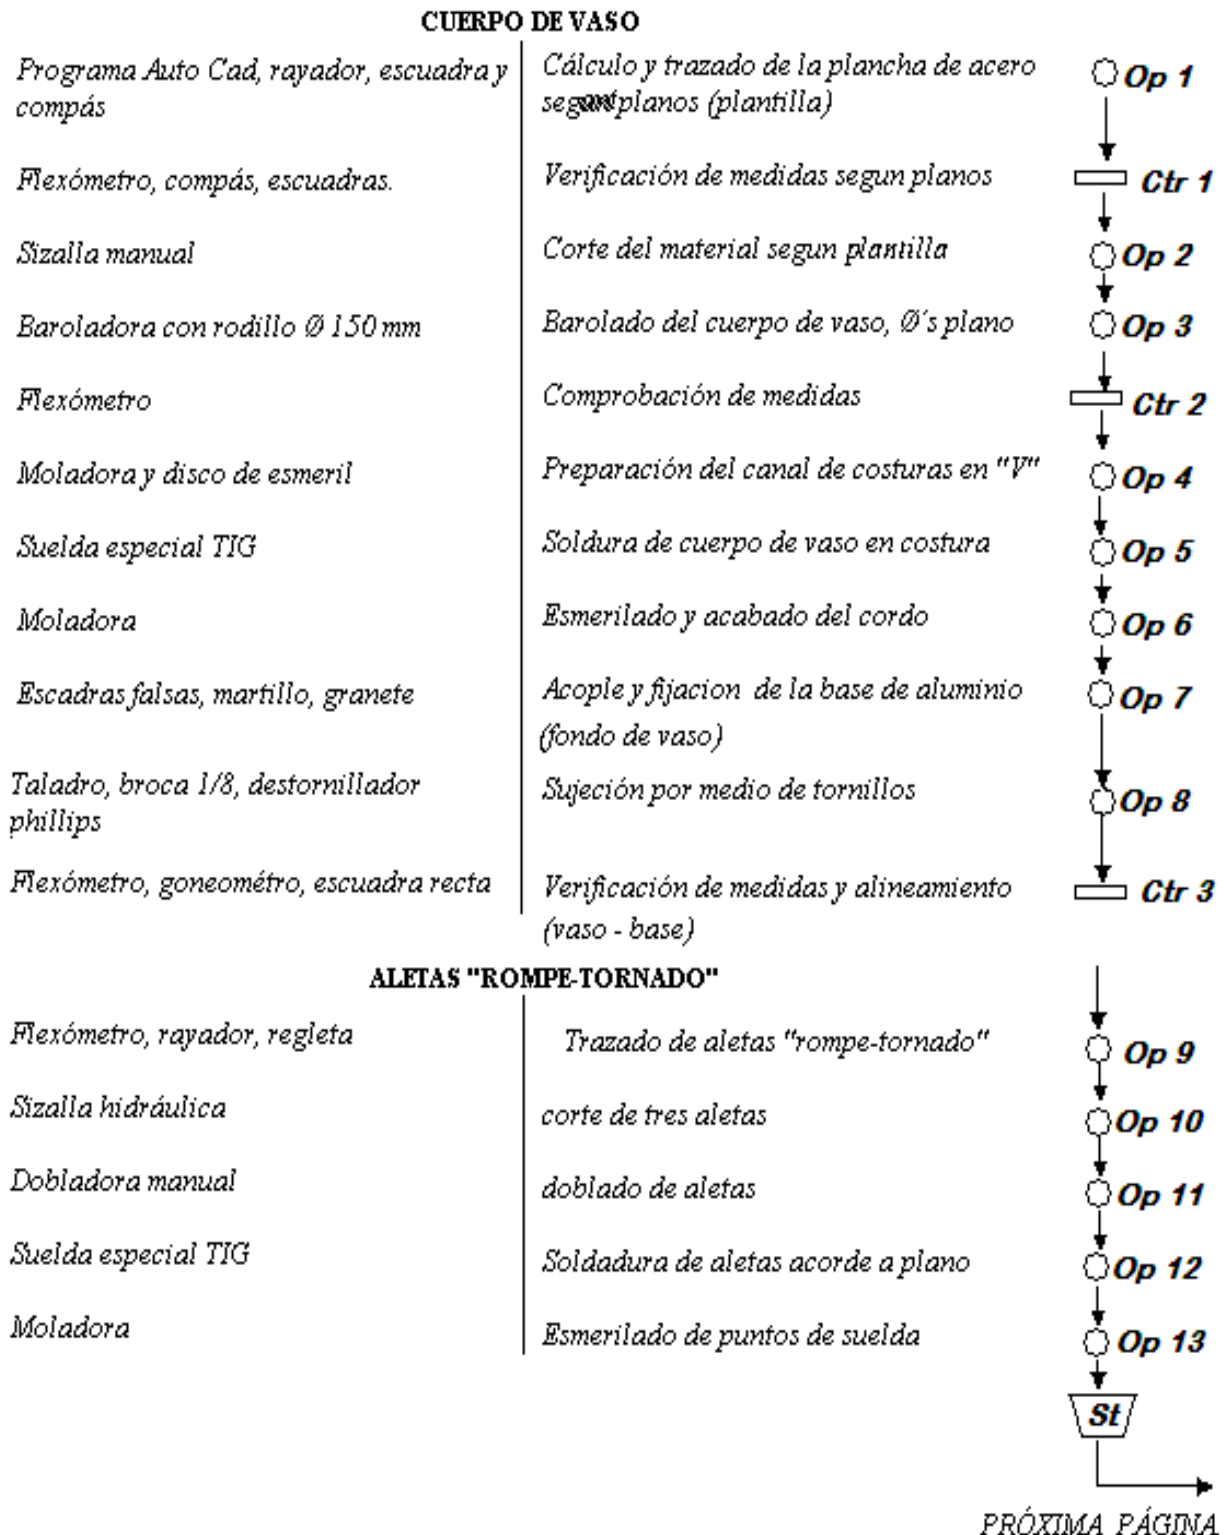 CUERPO DE VASO
Programa Auto Cad, rayador, escuadra y
compás
Cálculo y trazado de la plancha de acero
planos (plantilla)
Op 1
Flexómetro, compás, escuadras.
Verificación de medidas segun planos
Ctr 1
Sizalla manual
Corte del material segun plantilla
Op 2
Baroladora con rodillo Ø 150 mm
Barolado del cuerpo de vaso, Ø´s plano
Op 3
Flexómetro
Comprobación de medidas
Ctr 2
Moladora y disco de esmeril
Preparación del canal de costuras en "V"
Op 4
Suelda especial TIG
Soldura de cuerpo de vaso en costura
Op 5
Moladora
Esmerilado y acabado del cordo
Op 6
Escadras falsas, martillo, granete
Acople y fijacion de la base de aluminio
(fondo de vaso)
Op 7
Taladro, broca 1/8, destornillador
phillips
Sujeción por medio de tornillos
Op 8
Flexómetro, goneométro, escuadra recta
Verificación de medidas y alineamiento
(vaso - base)
Ctr 3
ALETAS "ROMPE-TORNADO"
Flexómetro, rayador, regleta
Trazado de aletas "rompe-tornado"
Op 9
Sizalla hidráulica
corte de tres aletas
Op 10
Dobladora manual
doblado de aletas
Op 11
Suelda especial TIG
Soldadura de aletas acorde a plano
Op 12
Moladora
Esmerilado de puntos de suelda
Op 13
St
PRÓXIMA PÁGINA